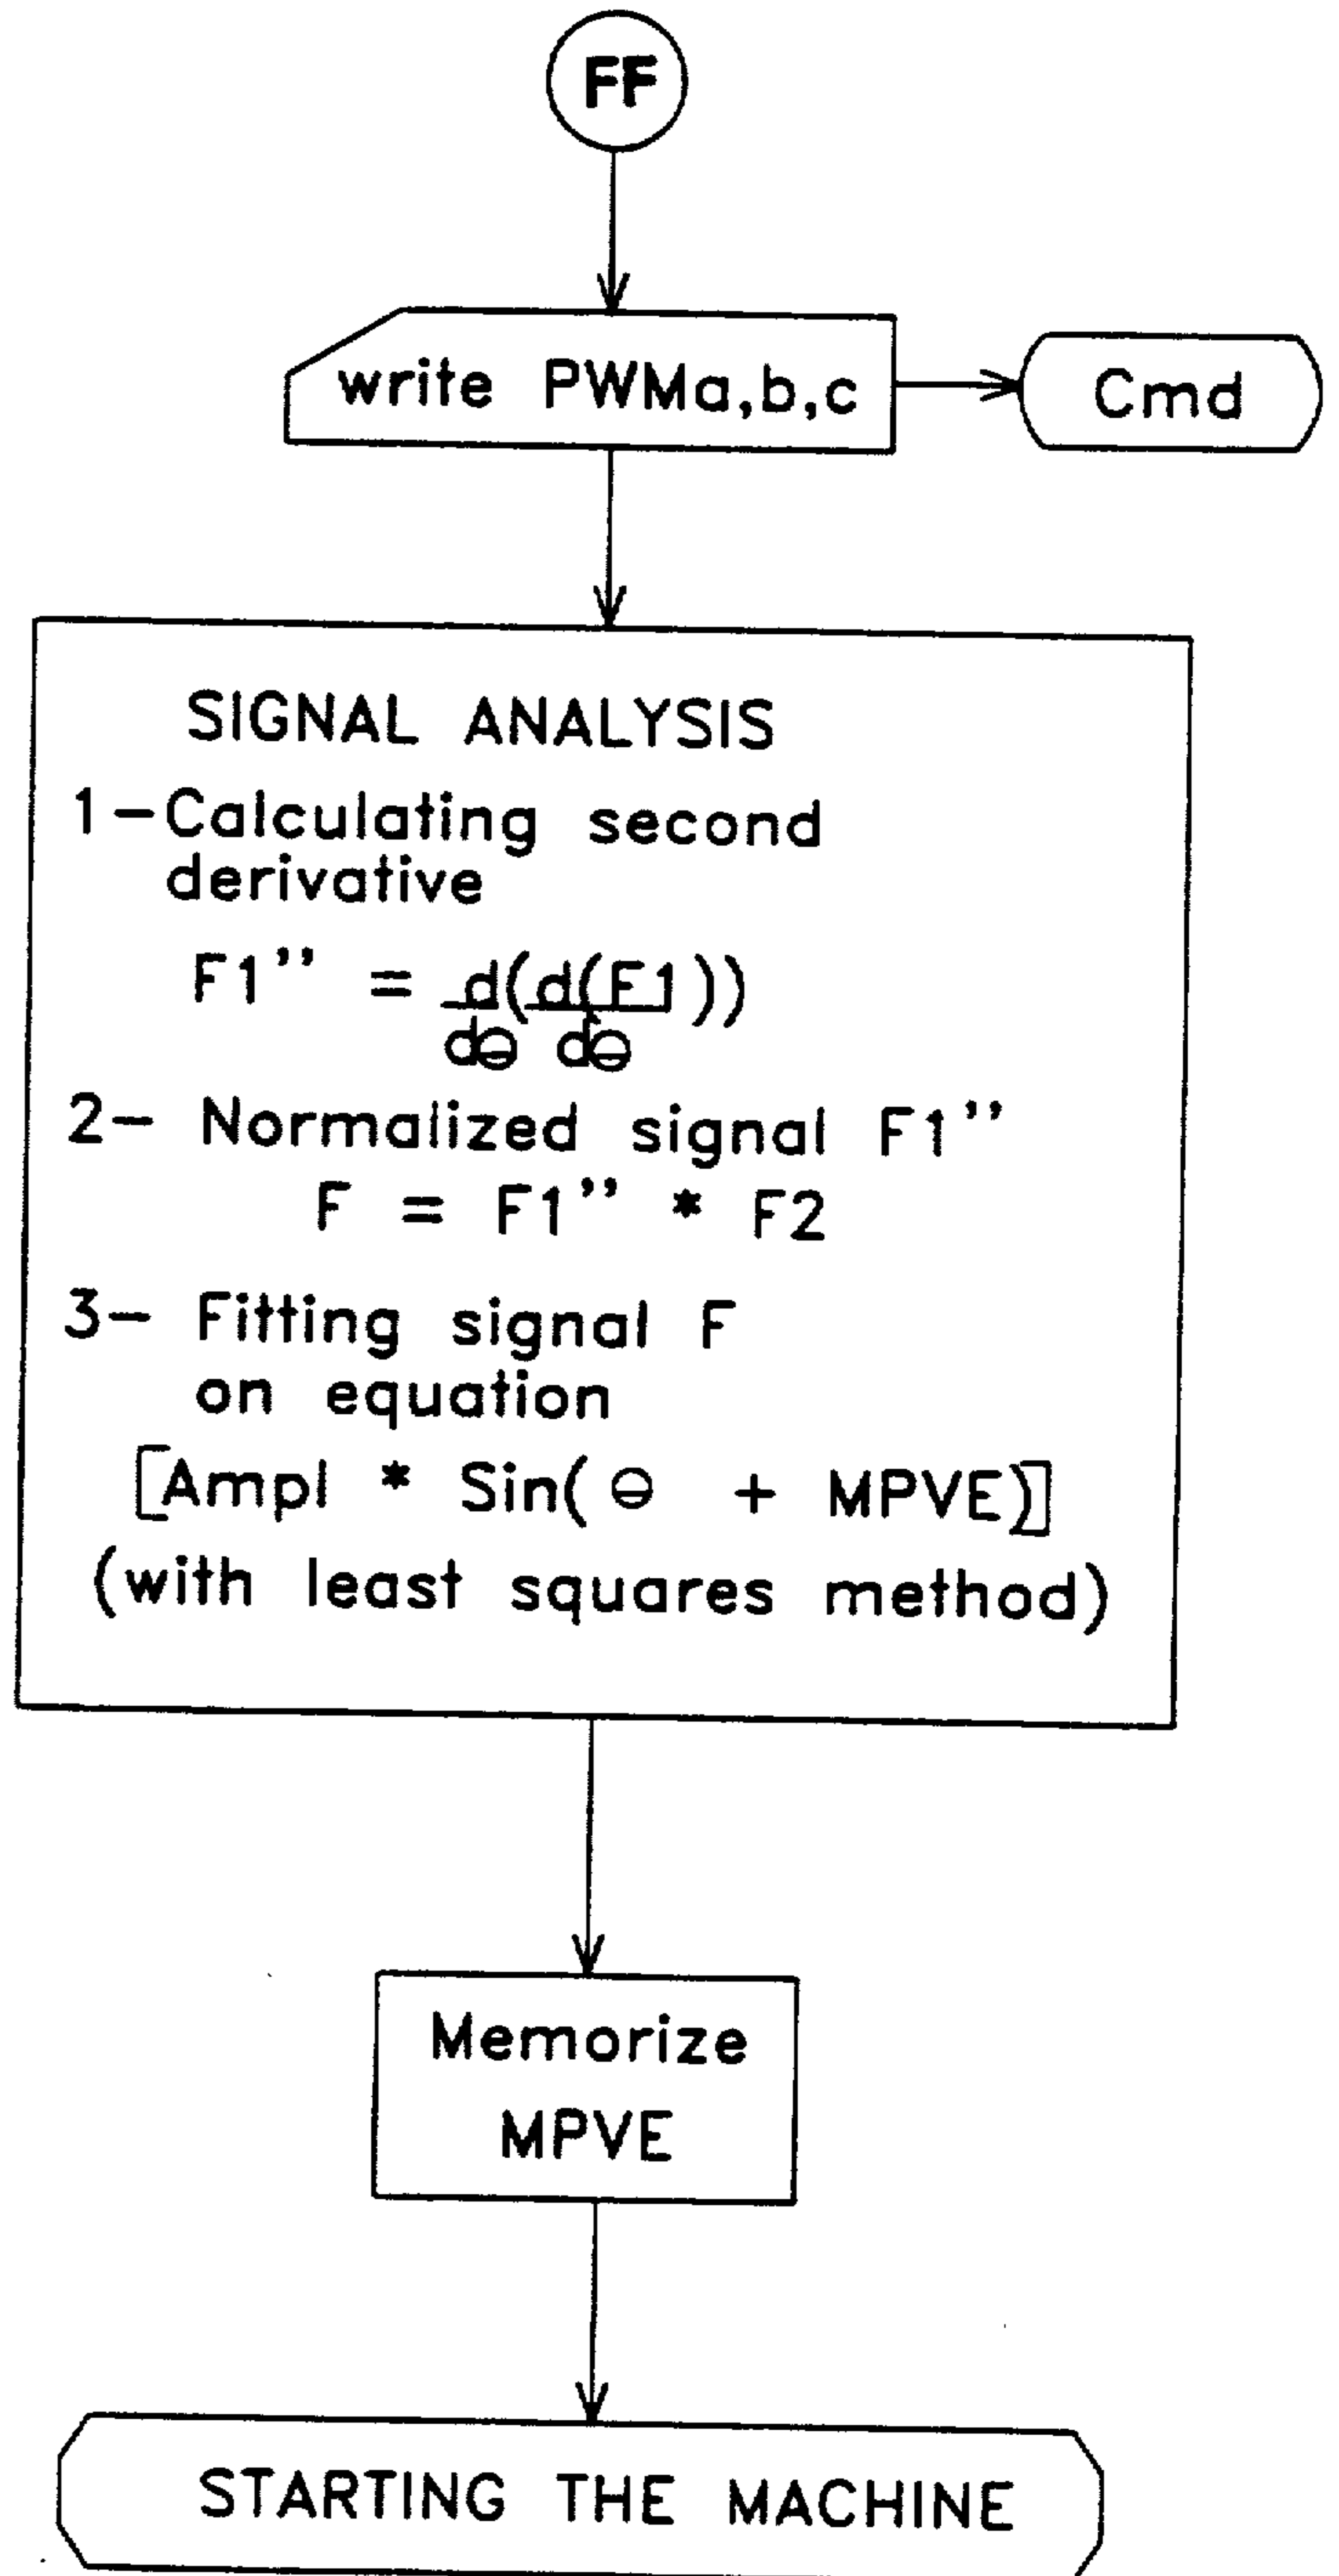 FF
write PWMa,b,c
Cmd
SIGNAL ANALYSIS
1-Calculating second
derivative
F1'' = d(d(F1))
dΘ dΘ
2- Normalized signal F1''
F = F1'' * F2
3- Fitting signal F
on equation
[Ampl * Sin( Θ + MPVE)]
(with least squares method)
Memorize
MPVE
STARTING THE MACHINE